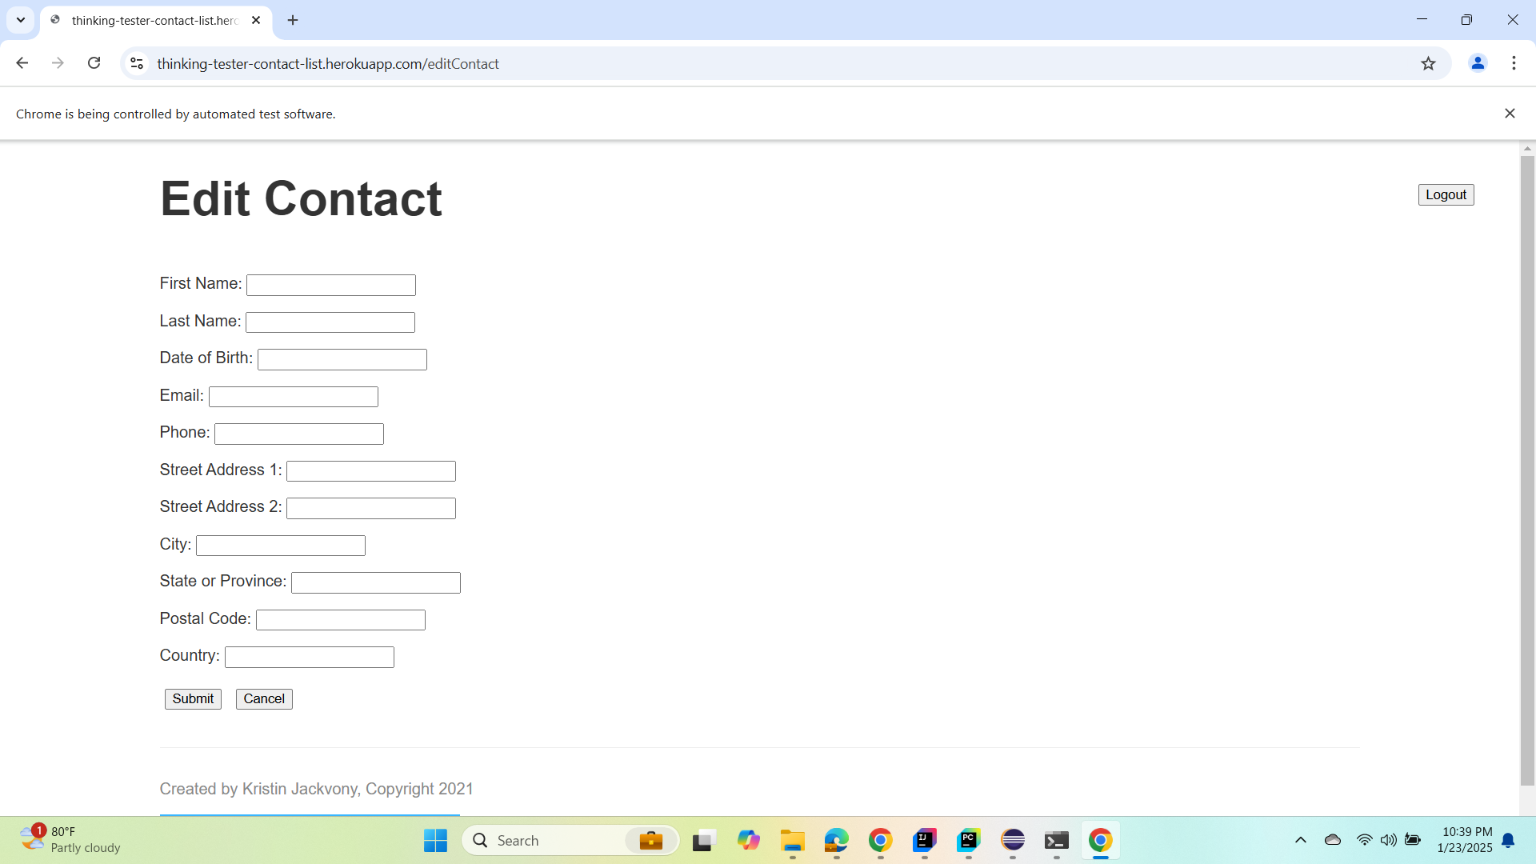 thinking-tester-contact-list.herc
thinking-tester-contact-list.herokuapp.com/editContact
Chrome is being controlled by automated test software.
Edit Contact
Logout
First Name:
Last Name:
Date of Birth:
Email:
Phone:
Street Address 1:
Street Address 2:
City:
State or Province:
Postal Code:
Country:
Submit
Cancel
Created by Kristin Jackvony, Copyright 2021
1
80°F
Partly cloudy
Search
IJ
PC
10:39 PM
1/23/2025